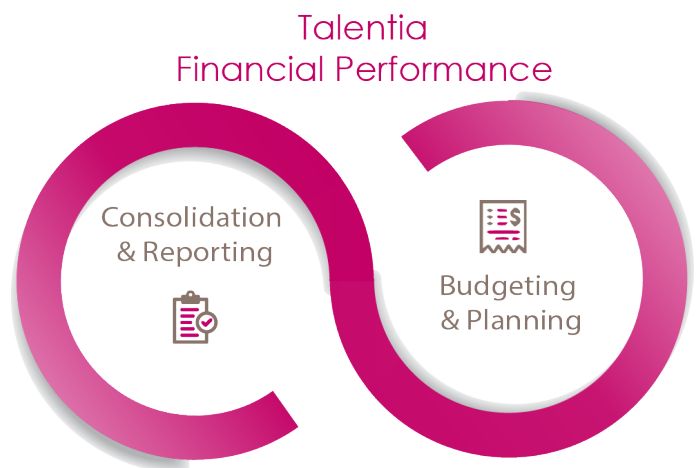 Talentia
Financial Performance
Consolidation
& Reporting
$
Budgeting
& Planning